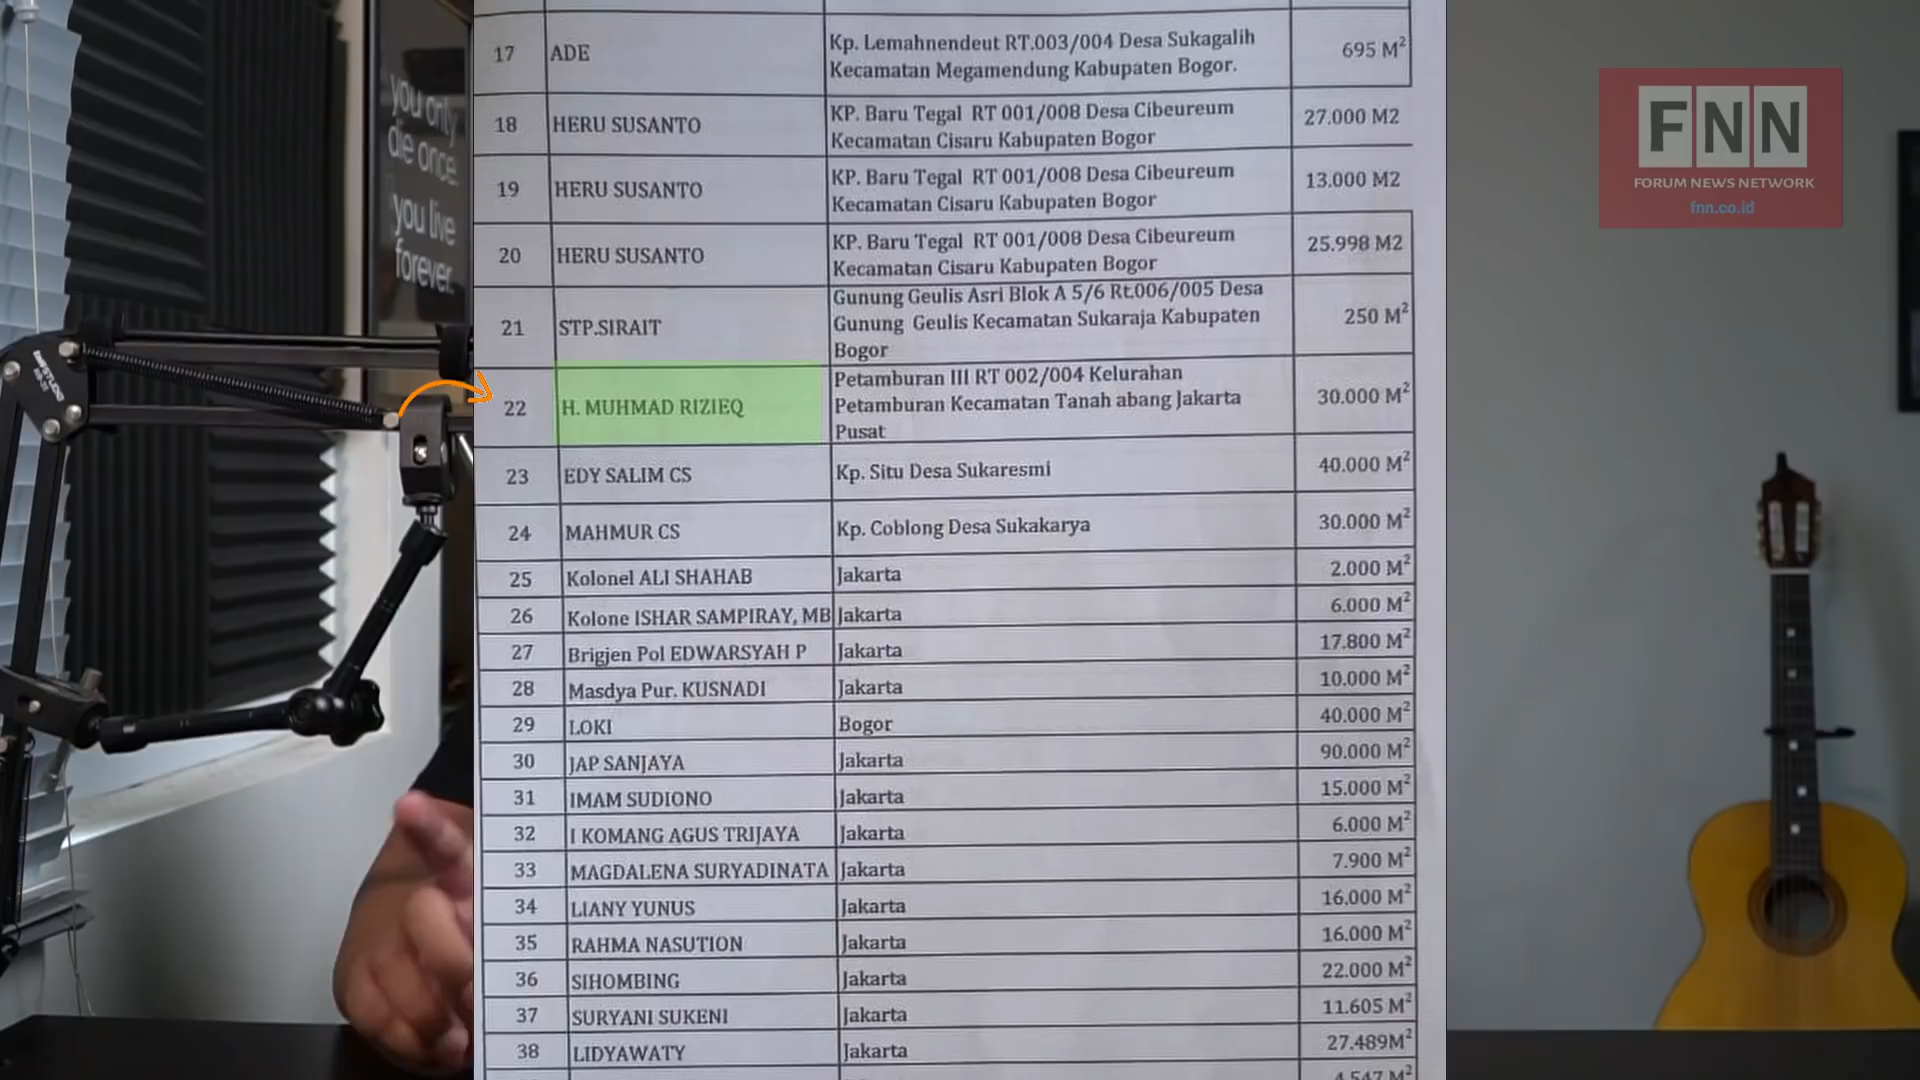 you only
die once.
you live
forever.
17 ADE Kp. Lemahnendeut RT.003/004 Desa Sukagalih
Kecamatan Megamendung Kabupaten Bogor. 695 M²
18 HERU SUSANTO KP. Baru Tegal RT 001/008 Desa Cibeureum
Kecamatan Cisaru Kabupaten Bogor 27.000 M2
19 HERU SUSANTO KP. Baru Tegal RT 001/008 Desa Cibeureum
Kecamatan Cisaru Kabupaten Bogor 13.000 M2
20 HERU SUSANTO KP. Baru Tegal RT 001/008 Desa Cibeureum
Kecamatan Cisaru Kabupaten Bogor 25.998 M2
21 STP.SIRAIT Gunung Geulis Asri Blok A 5/6 Rt.006/005 Desa
Gunung Geulis Kecamatan Sukaraja Kabupaten
Bogor 250 M²
22 H. MUHMAD RIZIEQ Petamburan III RT 002/004 Kelurahan
Petamburan Kecamatan Tanah abang Jakarta
Pusat 30.000 M²
23 EDY SALIM CS Kp. Situ Desa Sukaresmi 40.000 M²
24 MAHMUR CS Kp. Coblong Desa Sukakarya 30.000 M²
25 Kolonel ALI SHAHAB Jakarta 2.000 M²
26 Kolone ISHAR SAMPIRAY, MB Jakarta 6.000 M²
27 Brigjen Pol EDWARSYAH P Jakarta 17.800 M²
28 Masdya Pur. KUSNADI Jakarta 10.000 M²
29 LOKI Bogor 40.000 M²
30 JAP SANJAYA Jakarta 90.000 M²
31 IMAM SUDIONO Jakarta 15.000 M²
32 I KOMANG AGUS TRIJAYA Jakarta 6.000 M²
33 MAGDALENA SURYADINATA Jakarta 7.900 M²
34 LIANY YUNUS Jakarta 16.000 M²
35 RAHMA NASUTION Jakarta 16.000 M²
36 SIHOMBING Jakarta 22.000 M²
37 SURYANI SUKENI Jakarta 11.605 M²
38 LIDYAWATY Jakarta 27.489M²
4.547 M²
FNN
FORUM NEWS NETWORK
fnn.co.id